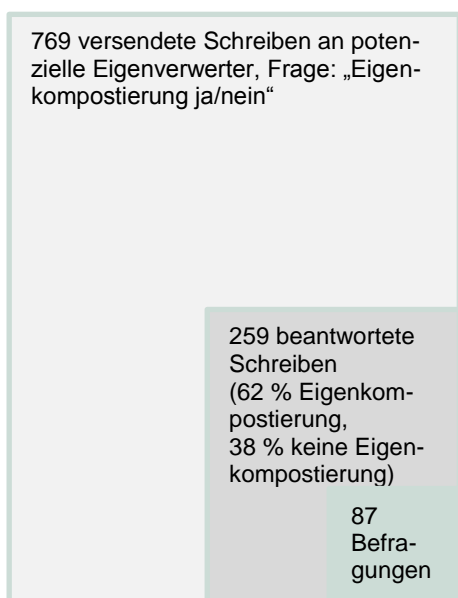 769 versendete Schreiben an poten-
zielle Eigenverwerter, Frage: „Eigen-
kompostierung ja/nein“
259 beantwortete
Schreiben
(62 % Eigenkom-
postierung,
38 % keine Eigen-
kompostierung)
87
Befra-
gungen